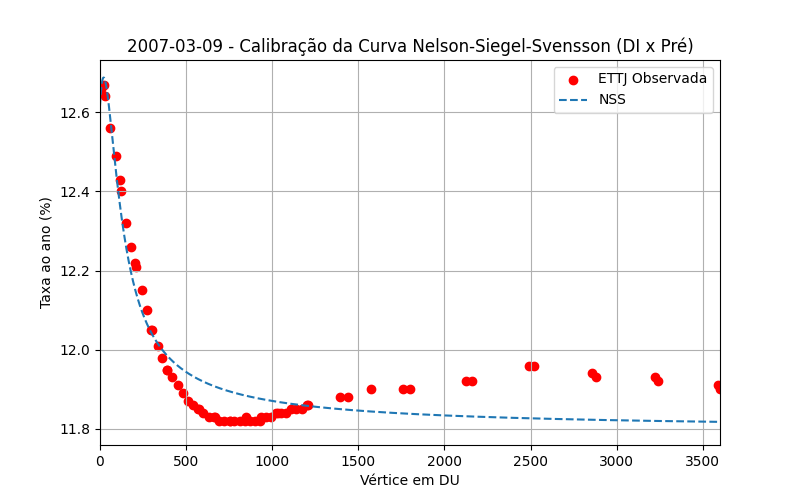 2007-03-09 - Calibração da Curva Nelson-Siegel-Svensson (DI x Pré)
ETTJ Observada
NSS
Taxa ao ano (%)
12.6
12.4
12.2
12.0
11.8
0 500 1000 1500 2000 2500 3000 3500
Vértice em DU